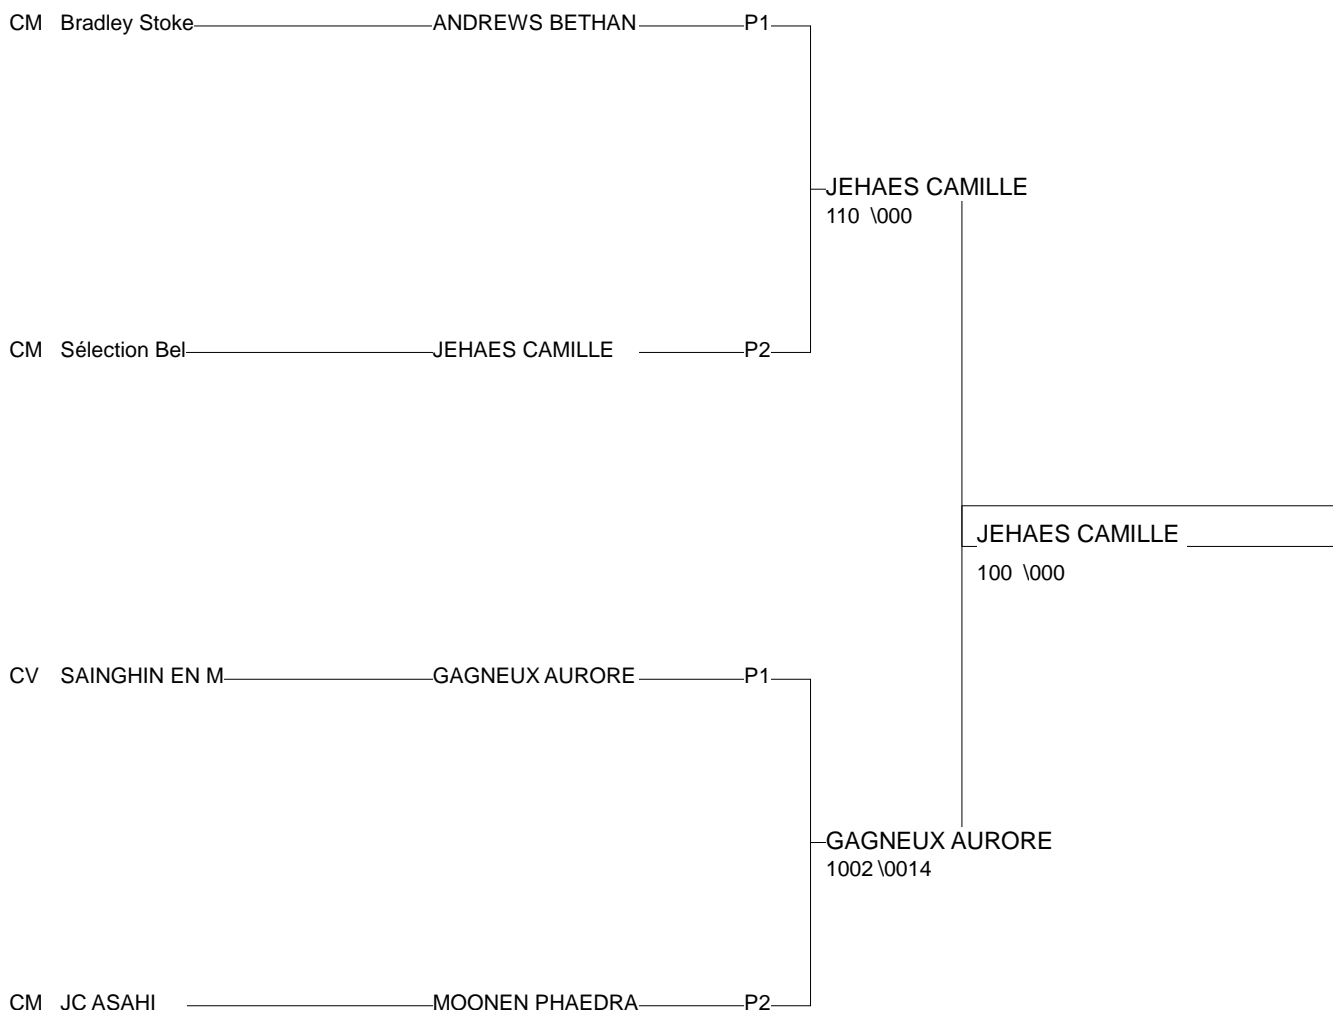 CM Bradley Stoke ANDREWS BETHAN P1
JEHAES CAMILLE
110 \000
CM Sélection Bel JEHAES CAMILLE P2
JEHAES CAMILLE
100 \000
CV SAINGHIN EN M GAGNEUX AURORE P1
GAGNEUX AURORE
1002 \0014
CM JC ASAHI MOONEN PHAEDRA P2